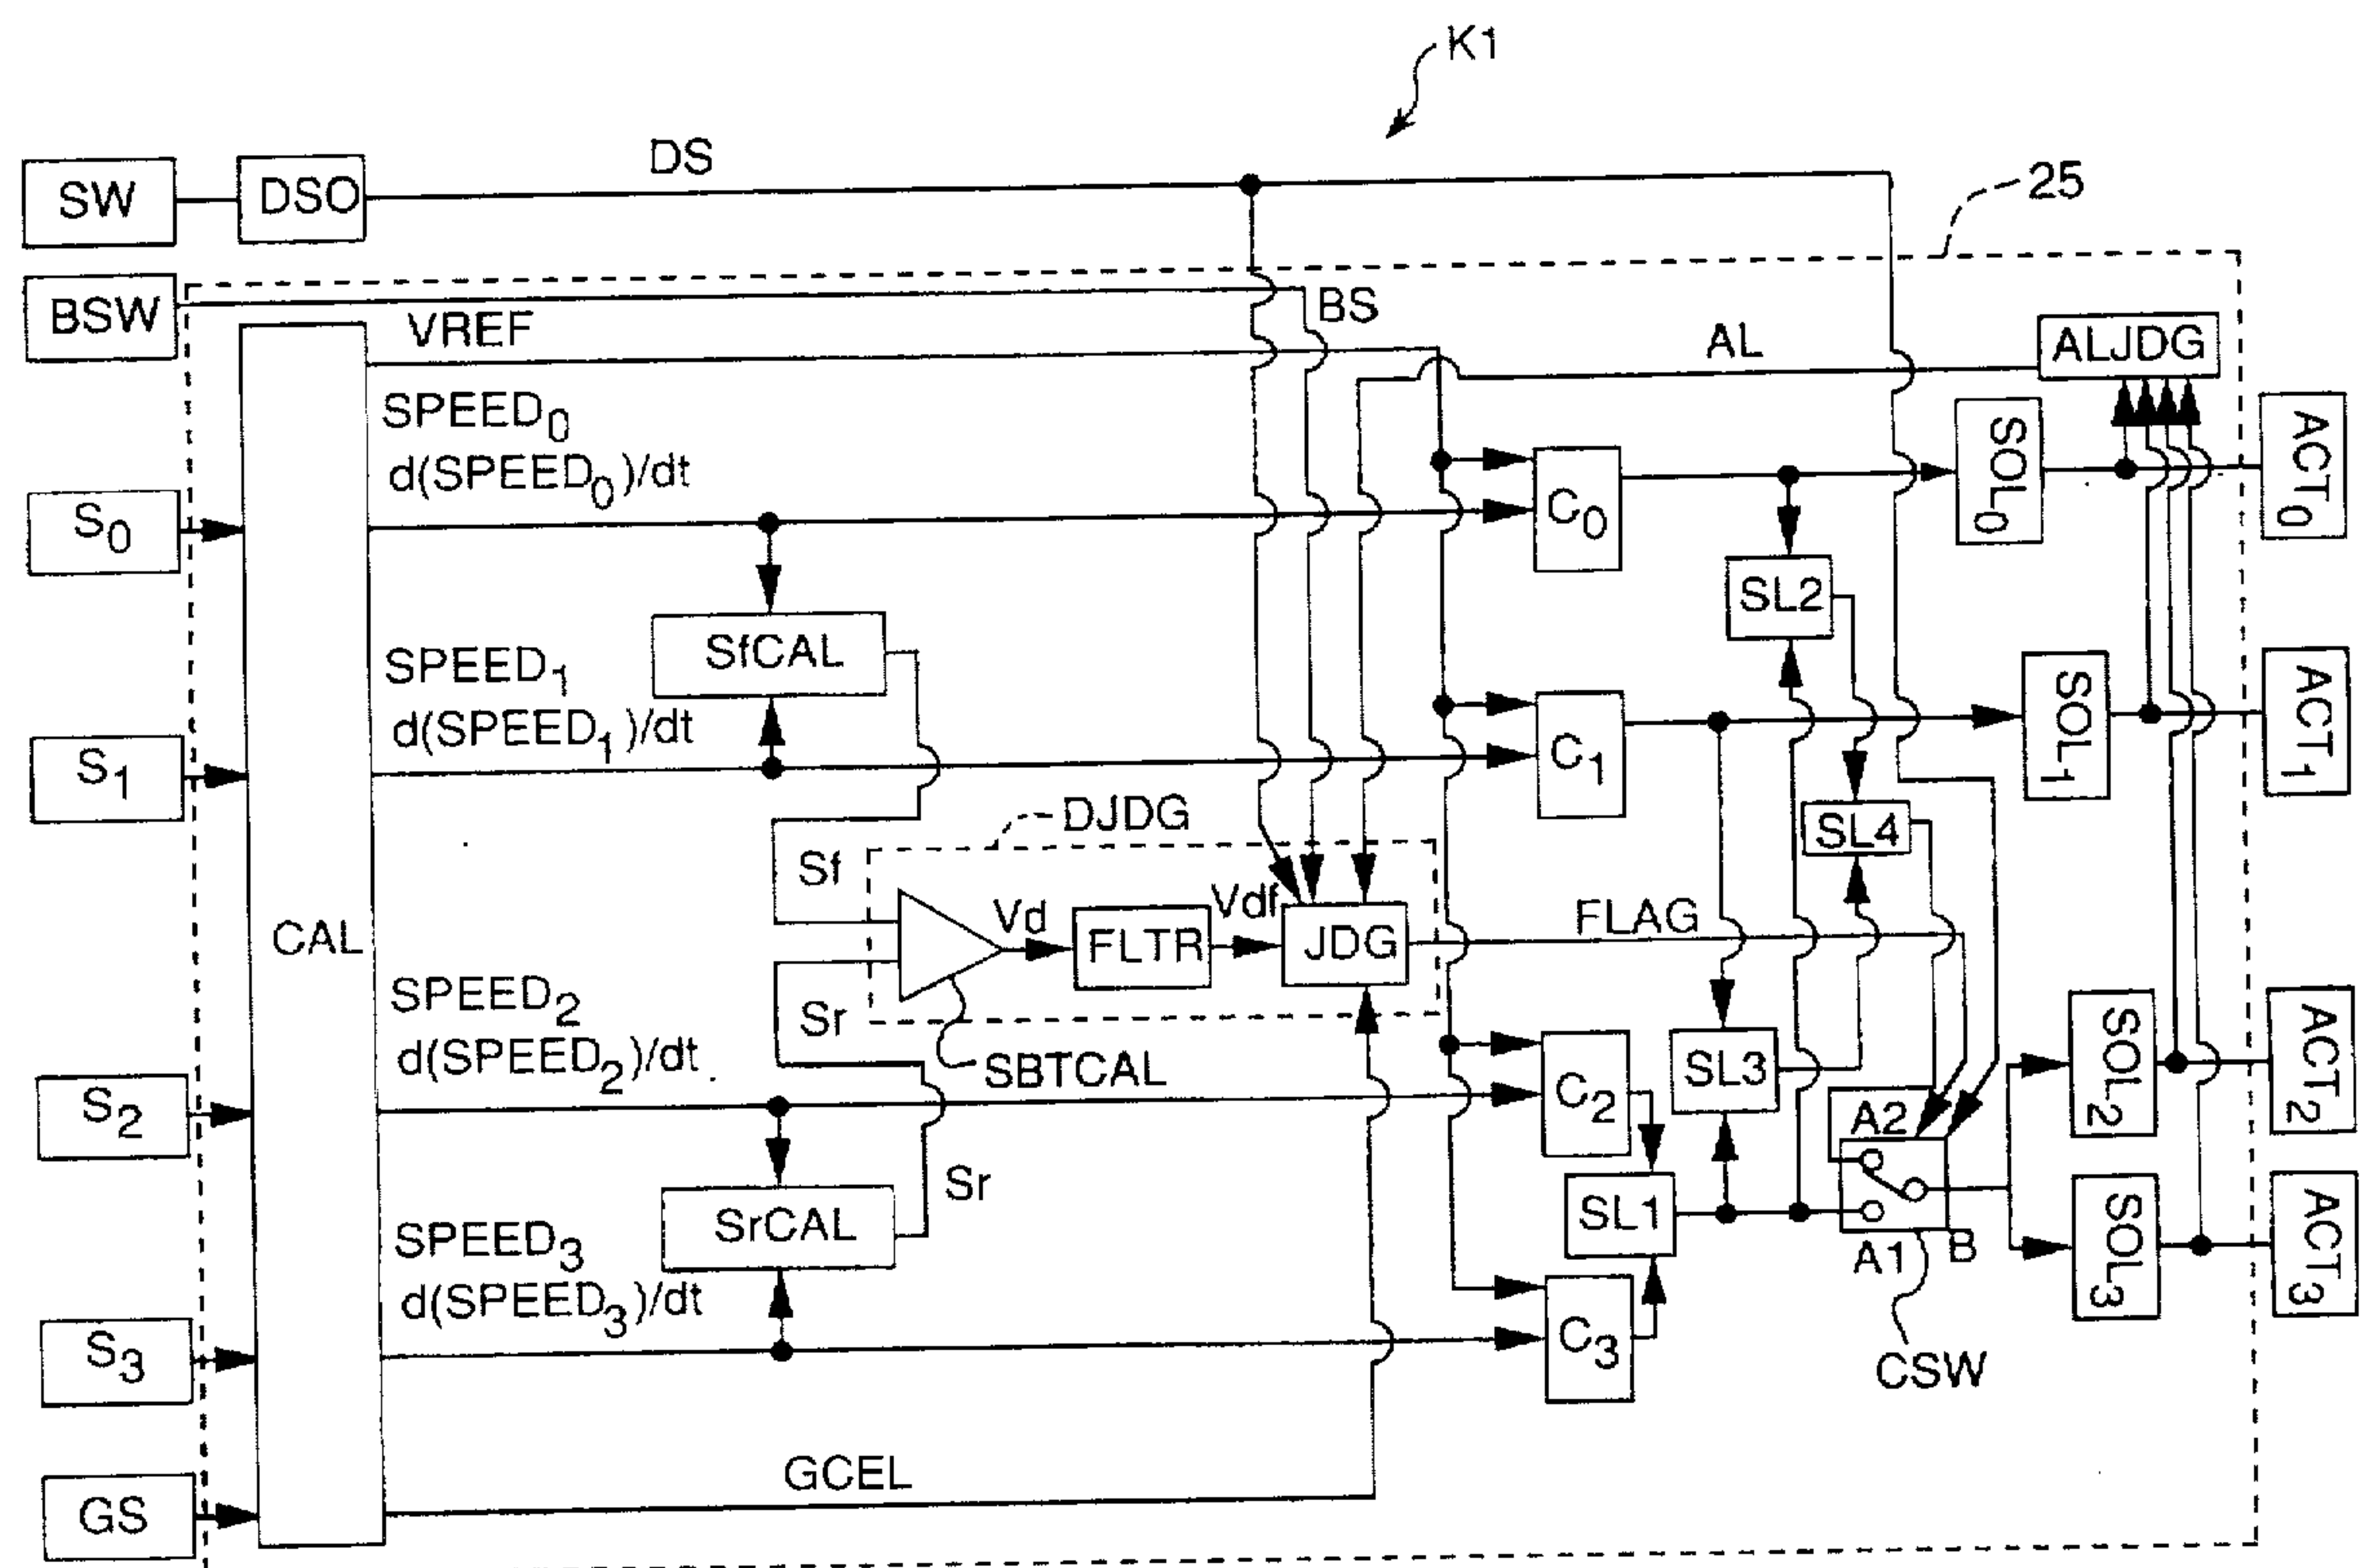 K1
DS
25
SW
DSO
BSW
BS
VREF
AL
ALJDG
SPEED0
d(SPEED0)/dt
S0
C0
SOL0
ACT0
SL2
SfCAL
SPEED1
d(SPEED1)/dt
S1
C1
SOL1
ACT1
DJDG
SL4
Sf
Vd
Vdf
FLTR
JDG
FLAG
CAL
SPEED2
d(SPEED2)/dt
Sr
SBTCAL
S2
C2
SL3
A2
SOL2
ACT2
Sr
SrCAL
SL1
A1
B
SPEED3
d(SPEED3)/dt
S3
C3
CSW
SOL3
ACT3
GCEL
GS